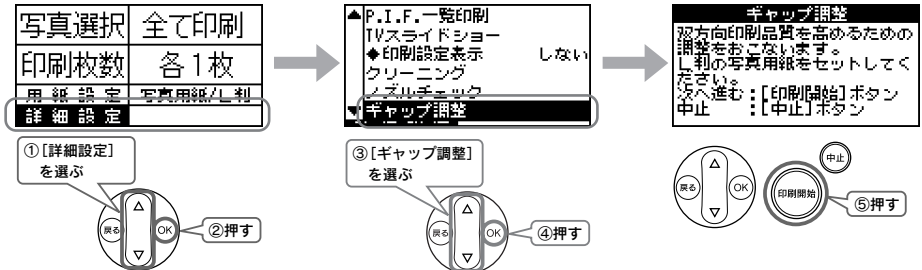 写真選択 全て印刷
印刷枚数 各1枚
用紙設定 写真用紙/L判
詳細設定
①[詳細設定]
を選ぶ
戻る
OK
②押す
P.I.F.一覧印刷
TVスライドショー
◆印刷設定表示 しない
クリーニング
ノズルチェック
ギャップ調整
③[ギャップ調整]
を選ぶ
戻る
OK
④押す
ギャップ調整
双方向印刷品質を高めるための
調整をおこないます。
L判の写真用紙をセットしてく
ださい。
次へ進む:[印刷開始]ボタン
中止 :[中止]ボタン
戻る
OK
中止
印刷開始
⑤押す